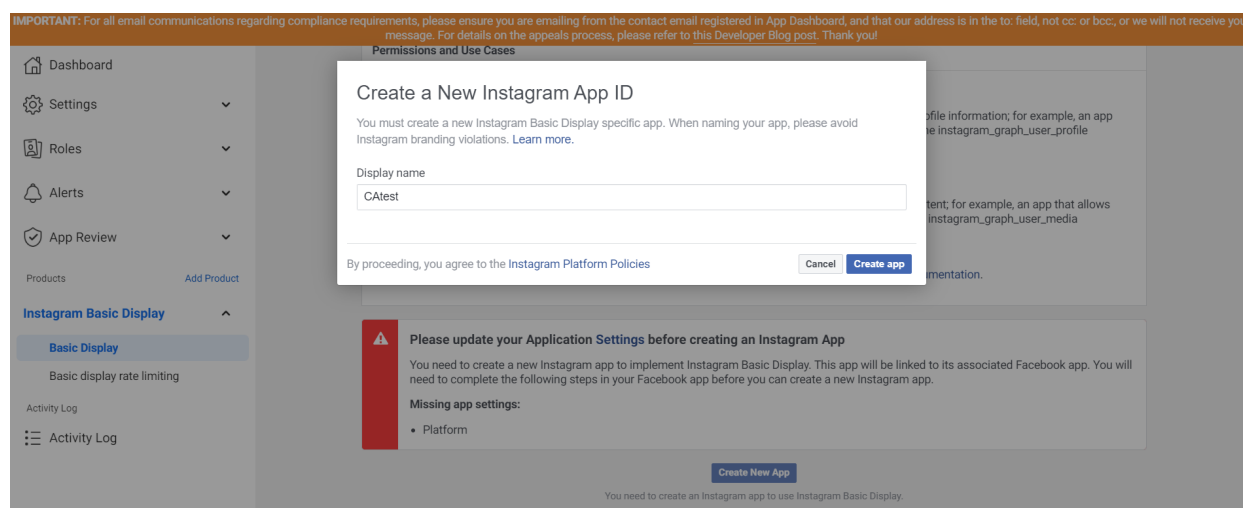 IMPORTANT: For all email communications regarding compliance requirements, please ensure you are emailing from the contact email registered in App Dashboard, and that our address is in the to: field, not cc: or bcc:, or we will not receive you
message. For details on the appeals process, please refer to this Developer Blog post. Thank you!
Dashboard
Settings
Roles
Alerts
App Review
Products Add Product
Instagram Basic Display
Basic Display
Basic display rate limiting
Activity Log
Activity Log
Permissions and Use Cases
Create a New Instagram App ID
You must create a new Instagram Basic Display specific app. When naming your app, please avoid
Instagram branding violations. Learn more.
Display name
CAtest
By proceeding, you agree to the Instagram Platform Policies
Cancel Create app
information; for example, an app
instagram_graph_user_profile
for example, an app that allows
instagram_graph_user_media
Please update your Application Settings before creating an Instagram App
You need to create a new Instagram app to implement Instagram Basic Display. This app will be linked to its associated Facebook app. You will
need to complete the following steps in your Facebook app before you can create a new Instagram app.
Missing app settings:
• Platform
Create New App
You need to create an Instagram app to use Instagram Basic Display.